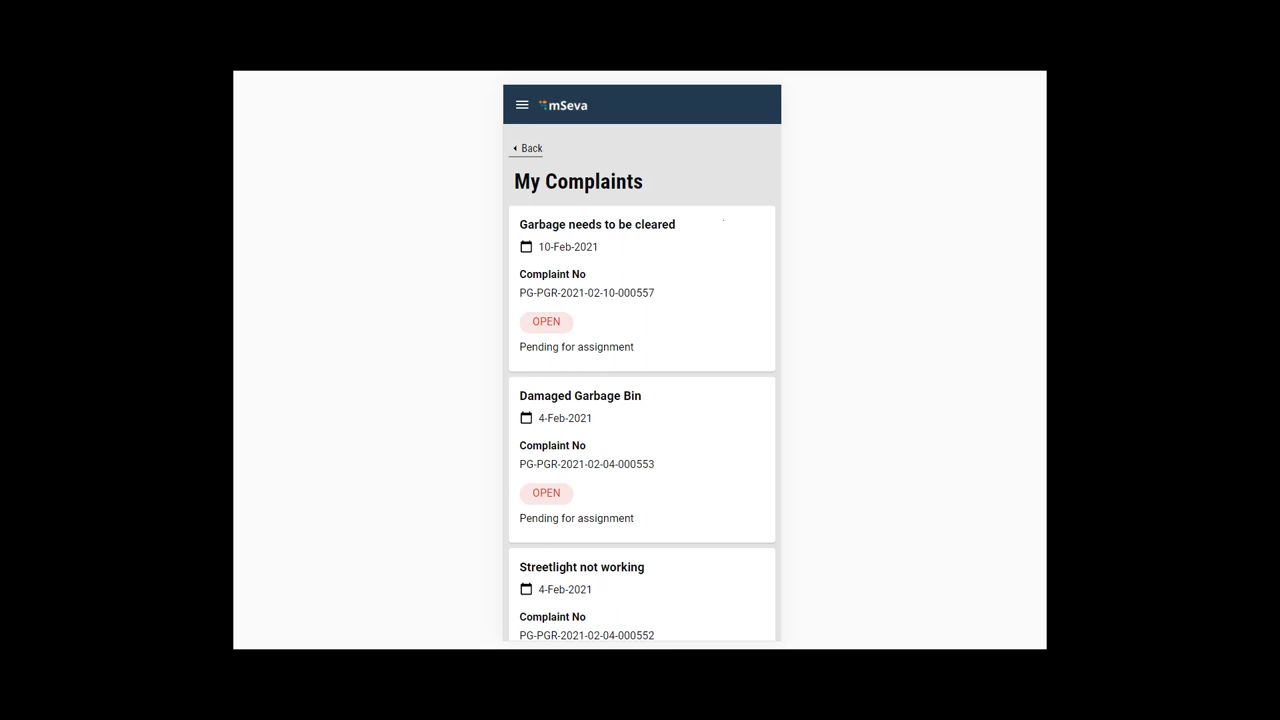 mSeva
Back
My Complaints
Garbage needs to be cleared
10-Feb-2021
Complaint No
PG-PGR-2021-02-10-000557
OPEN
Pending for assignment
Damaged Garbage Bin
4-Feb-2021
Complaint No
PG-PGR-2021-02-04-000553
OPEN
Pending for assignment
Streetlight not working
4-Feb-2021
Complaint No
PG-PGR-2021-02-04-000552